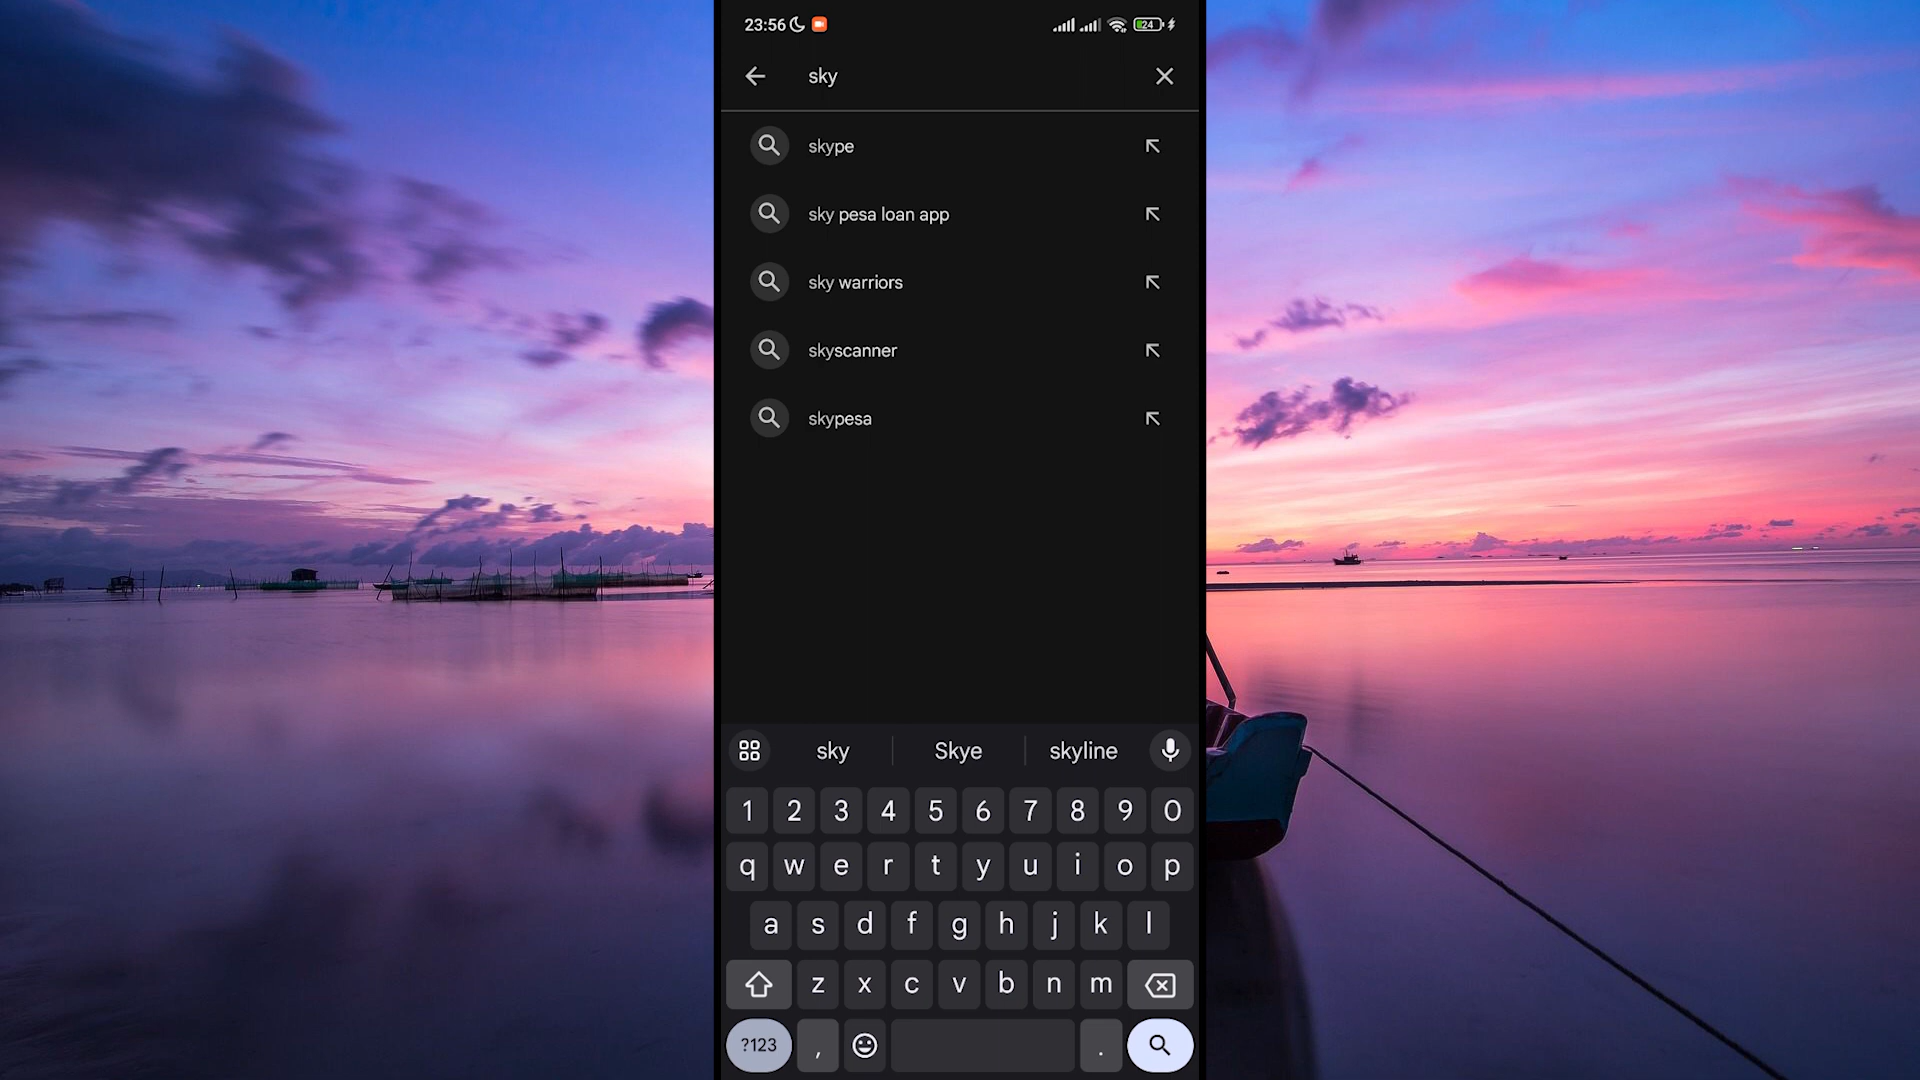 23:56 24
sky
skype
sky pesa loan app
sky warriors
skyscanner
skypesa
sky Skye skyline
1 2 3 4 5 6 7 8 9 0
q w e r t y u i o p
a s d f g h j k l
z x c v b n m
?123 , .